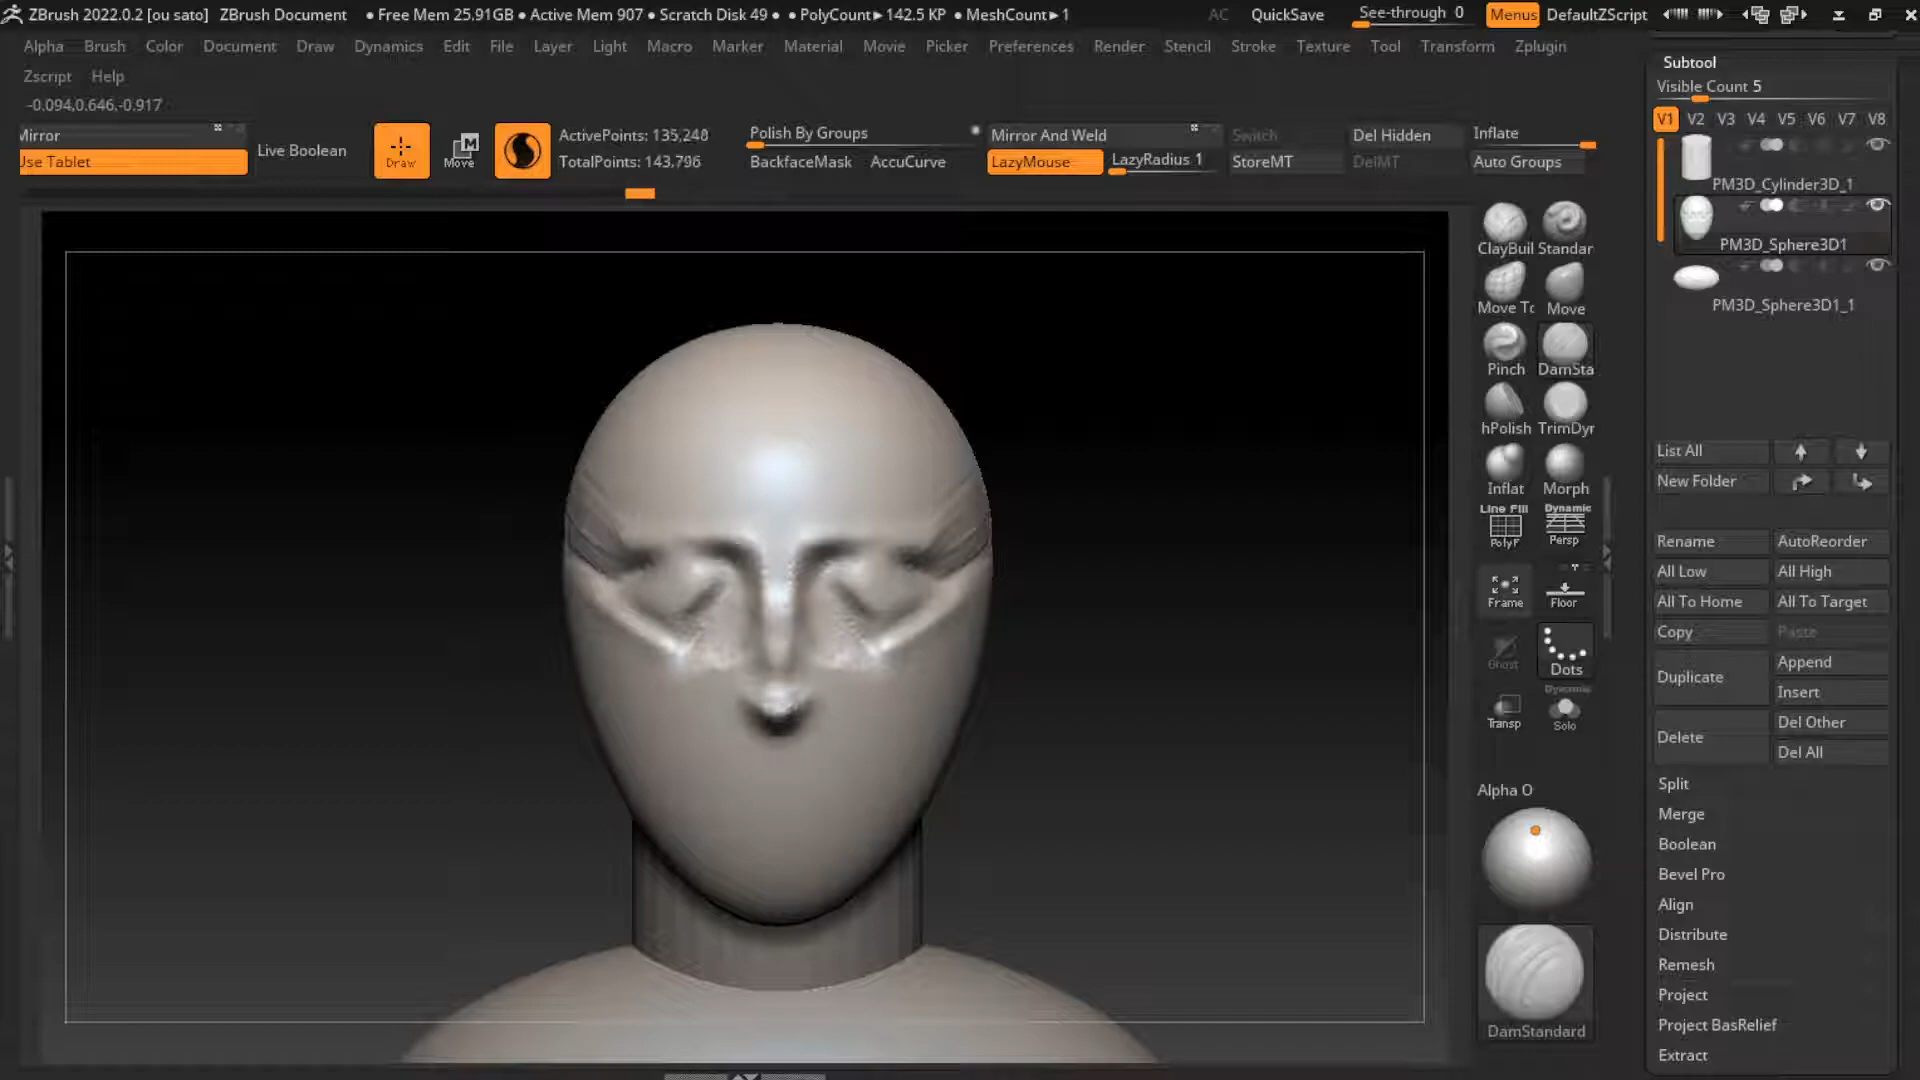 ZBrush 2022.0.2 [ou sato] ZBrush Document • Free Mem 25.91GB • Active Mem 907 • Scratch Disk 49 • • PolyCount▸142.5 KP • MeshCount▸1 AC QuickSave See-through 0 Menus DefaultZScript
Alpha Brush Color Document Draw Dynamics Edit File Layer Light Macro Marker Material Movie Picker Preferences Render Stencil Stroke Texture Tool Transform Zplugin
Zscript Help
-0.094,0.646,-0.917
Mirror
Use Tablet
Live Boolean
Draw
Move
ActivePoints: 135,248
TotalPoints: 143,796
Polish By Groups
BackfaceMask AccuCurve
Mirror And Weld
LazyMouse LazyRadius 1
Switch Del Hidden Inflate
StoreMT DelMT Auto Groups
ClayBuil Standar
Move To Move
Pinch DamSta
hPolish TrimDyr
Inflat Morph
Line Fill Dynamic
PolyF Persp
Frame Floor
Ghost Dots
Dynamic
Transp Solo
Alpha O
DamStandard
Subtool
Visible Count 5
V1 V2 V3 V4 V5 V6 V7 V8
PM3D_Cylinder3D_1
PM3D_Sphere3D1
PM3D_Sphere3D1_1
List All
New Folder
Rename AutoReorder
All Low All High
All To Home All To Target
Copy Paste
Duplicate Append
Insert
Delete Del Other
Del All
Split
Merge
Boolean
Bevel Pro
Align
Distribute
Remesh
Project
Project BasRelief
Extract